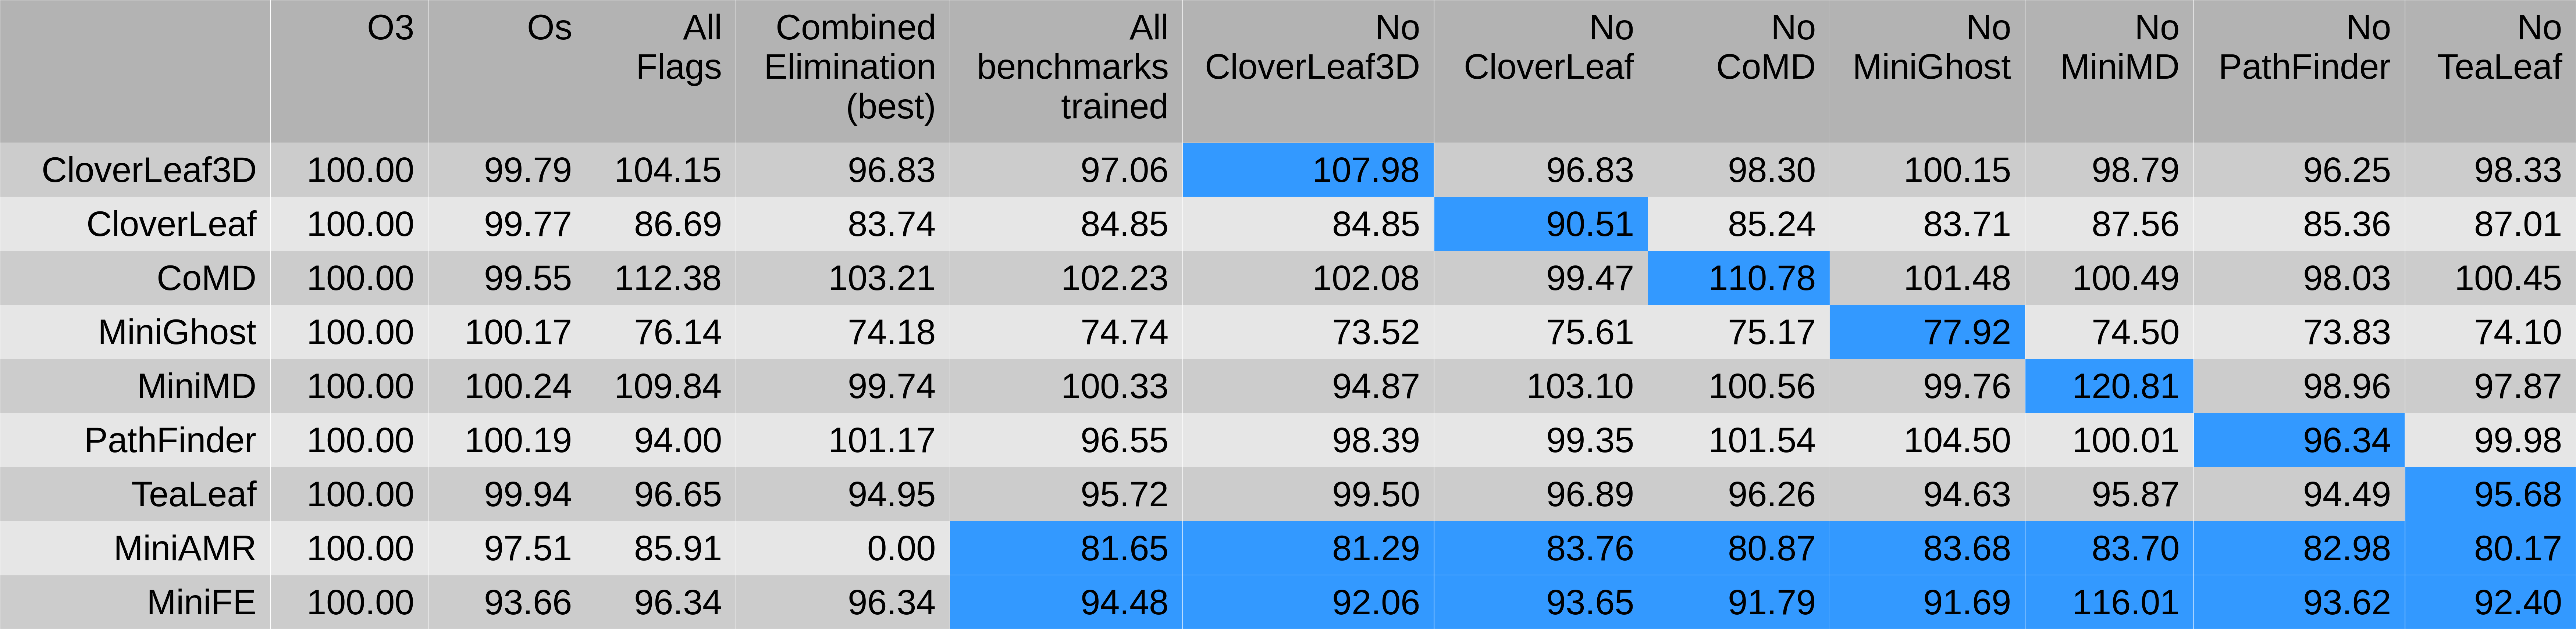 O3 Os All Flags Combined Elimination (best) All benchmarks trained No CloverLeaf3D No CloverLeaf No CoMD No MiniGhost No MiniMD No PathFinder No TeaLeaf
CloverLeaf3D 100.00 99.79 104.15 96.83 97.06 107.98 96.83 98.30 100.15 98.79 96.25 98.33
CloverLeaf 100.00 99.77 86.69 83.74 84.85 84.85 90.51 85.24 83.71 87.56 85.36 87.01
CoMD 100.00 99.55 112.38 103.21 102.23 102.08 99.47 110.78 101.48 100.49 98.03 100.45
MiniGhost 100.00 100.17 76.14 74.18 74.74 73.52 75.61 75.17 77.92 74.50 73.83 74.10
MiniMD 100.00 100.24 109.84 99.74 100.33 94.87 103.10 100.56 99.76 120.81 98.96 97.87
PathFinder 100.00 100.19 94.00 101.17 96.55 98.39 99.35 101.54 104.50 100.01 96.34 99.98
TeaLeaf 100.00 99.94 96.65 94.95 95.72 99.50 96.89 96.26 94.63 95.87 94.49 95.68
MiniAMR 100.00 97.51 85.91 0.00 81.65 81.29 83.76 80.87 83.68 83.70 82.98 80.17
MiniFE 100.00 93.66 96.34 96.34 94.48 92.06 93.65 91.79 91.69 116.01 93.62 92.40